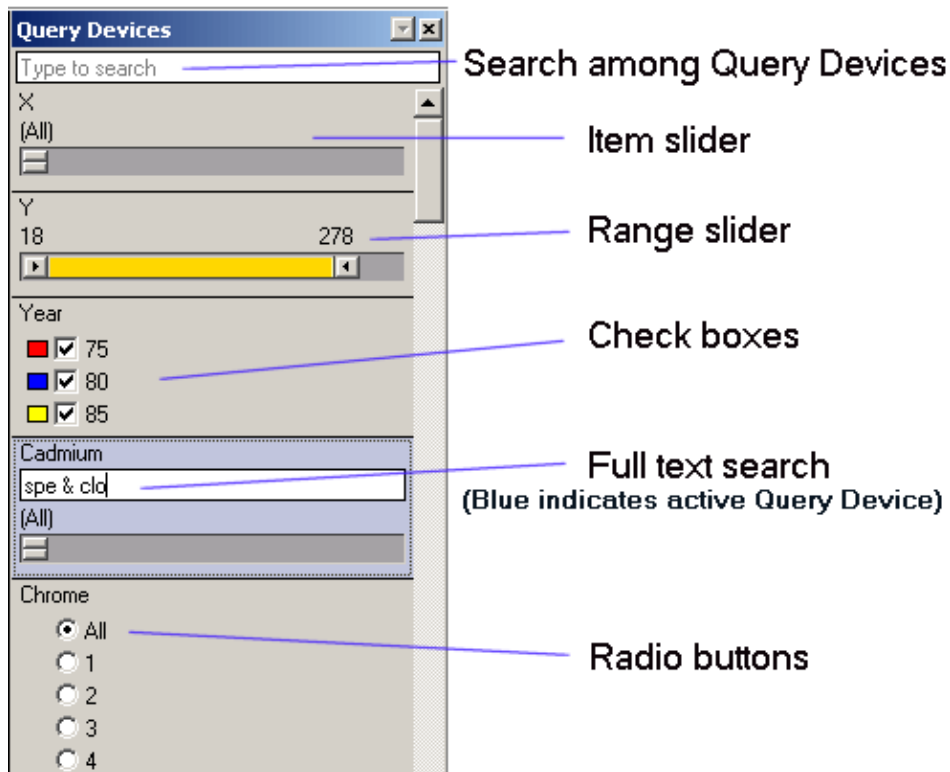 Query Devices
Type to search
Search among Query Devices
X
(All)
Item slider
Y
18 278
Range slider
Year
75
Check boxes
80
85
Cadmium
Full text search
spe & clo
(Blue indicates active Query Device)
(All)
Chrome
All
Radio buttons
1
2
3
4